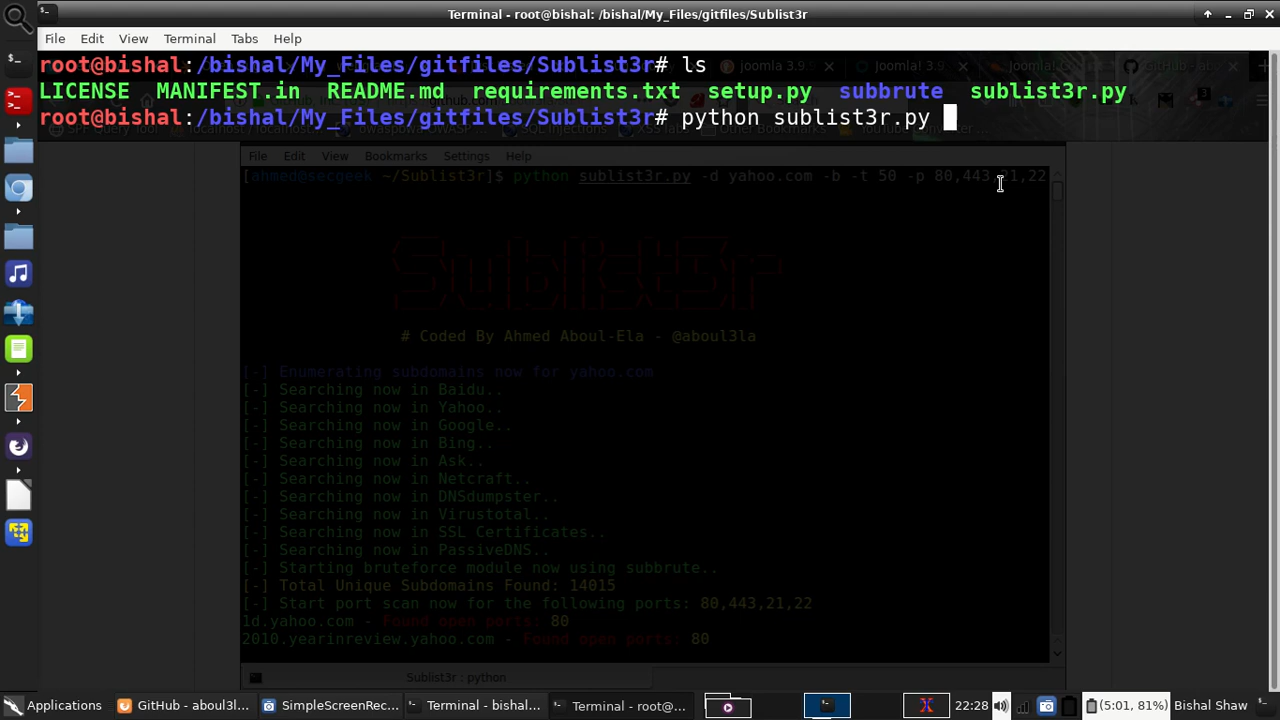 Terminal - root@bishal: /bishal/My_Files/gitfiles/Sublist3r
File Edit View Terminal Tabs Help
root@bishal:/bishal/My_Files/gitfiles/Sublist3r# ls
LICENSE MANIFEST.in README.md requirements.txt setup.py subbrute sublist3r.py
root@bishal:/bishal/My_Files/gitfiles/Sublist3r# python sublist3r.py
File Edit View Bookmarks Settings Help
[ahmed@secgeek ~/Sublist3r]$ python sublist3r.py -d yahoo.com -b -t 50 -p 80,443,21,22
Sublist3r
# Coded By Ahmed Aboul-Ela - @aboul3la
[-] Enumerating subdomains now for yahoo.com
[-] Searching now in Baidu..
[-] Searching now in Yahoo..
[-] Searching now in Google..
[-] Searching now in Bing..
[-] Searching now in Ask..
[-] Searching now in Netcraft..
[-] Searching now in DNSdumpster..
[-] Searching now in Virustotal..
[-] Searching now in SSL Certificates..
[-] Searching now in PassiveDNS..
[-] Starting bruteforce module now using subbrute..
[-] Total Unique Subdomains Found: 14015
[-] Start port scan now for the following ports: 80,443,21,22
1d.yahoo.com - Found open ports: 80
2010.yearinreview.yahoo.com - Found open ports: 80
Sublist3r : python
Applications GitHub - aboul3l... SimpleScreenRec... Terminal - bishal... Terminal - root@... 22:28 (5:01, 81%) Bishal Shaw